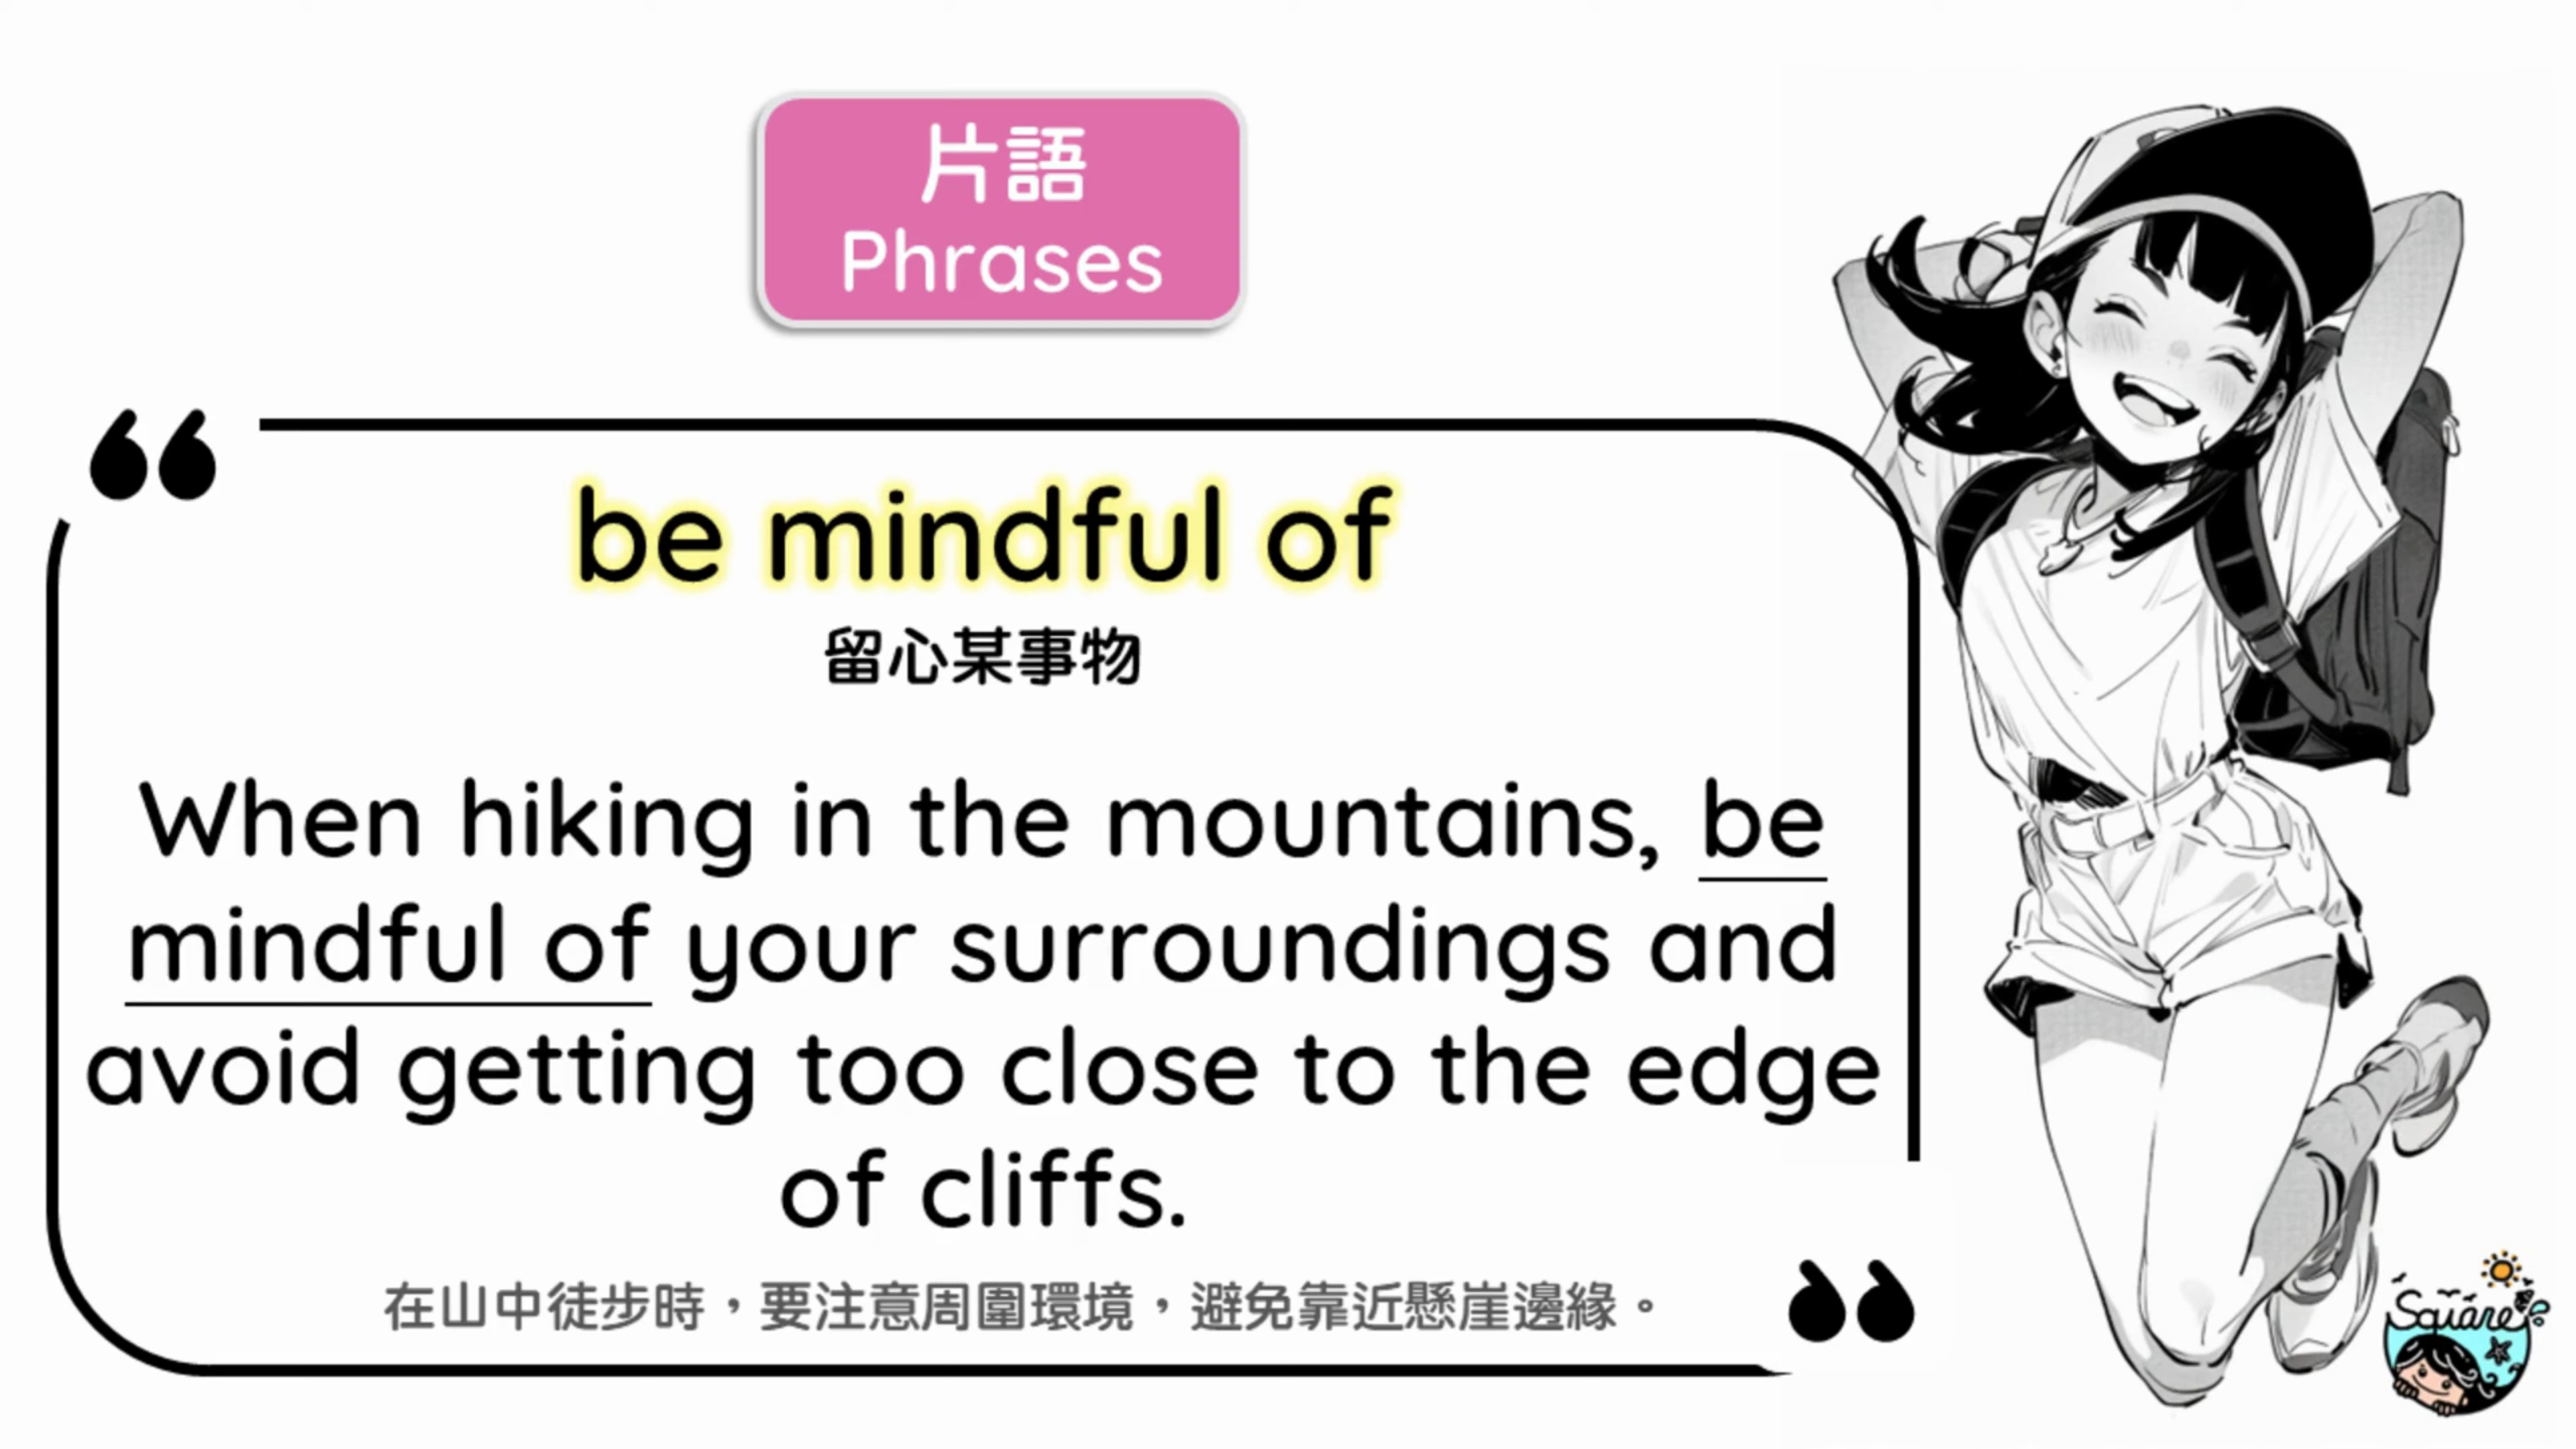 片語
Phrases
be mindful of
留心某事物
When hiking in the mountains, be
mindful of your surroundings and
avoid getting too close to the edge
of cliffs.
在山中徒步時，要注意周圍環境，避免靠近懸崖邊緣。
Square